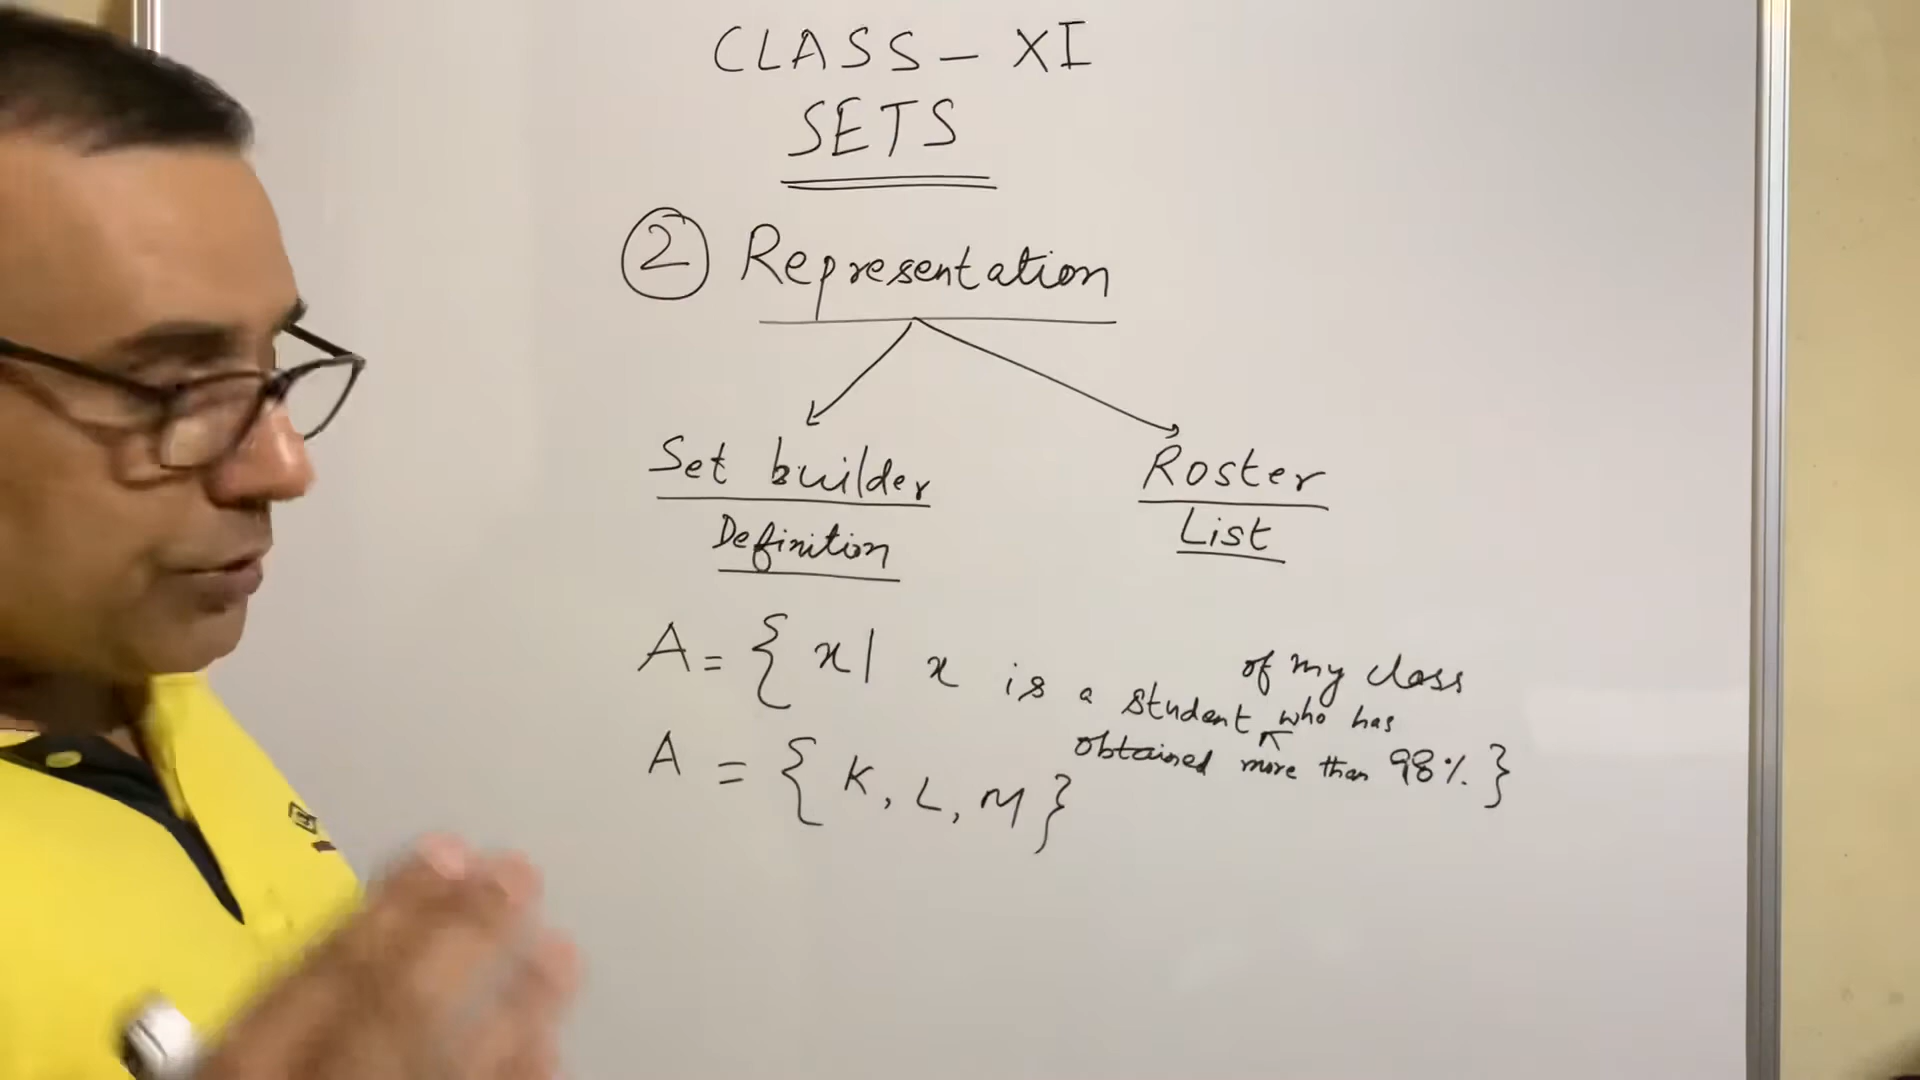 CLASS – XI
SETS
② Representation
Set builder
Roster
Definition
List
A = { x | x is a student of my class who has
obtained more than 98%. }
A = { K, L, M }